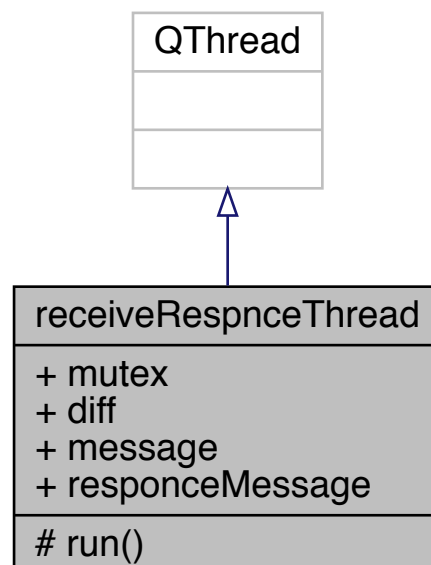 QThread
receiveRespnceThread
+ mutex
+ diff
+ message
+ responceMessage
# run()